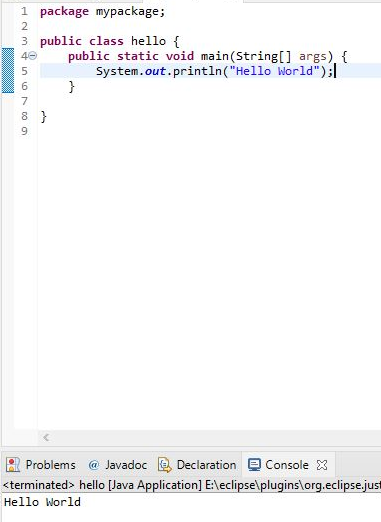 1 package mypackage;
2
3 public class hello {
4 public static void main(String[] args) {
5 System.out.println("Hello World");
6 }
7
8 }
9
Problems @ Javadoc Declaration Console
<terminated> hello [Java Application] E:\eclipse\plugins\org.eclipse.just
Hello World